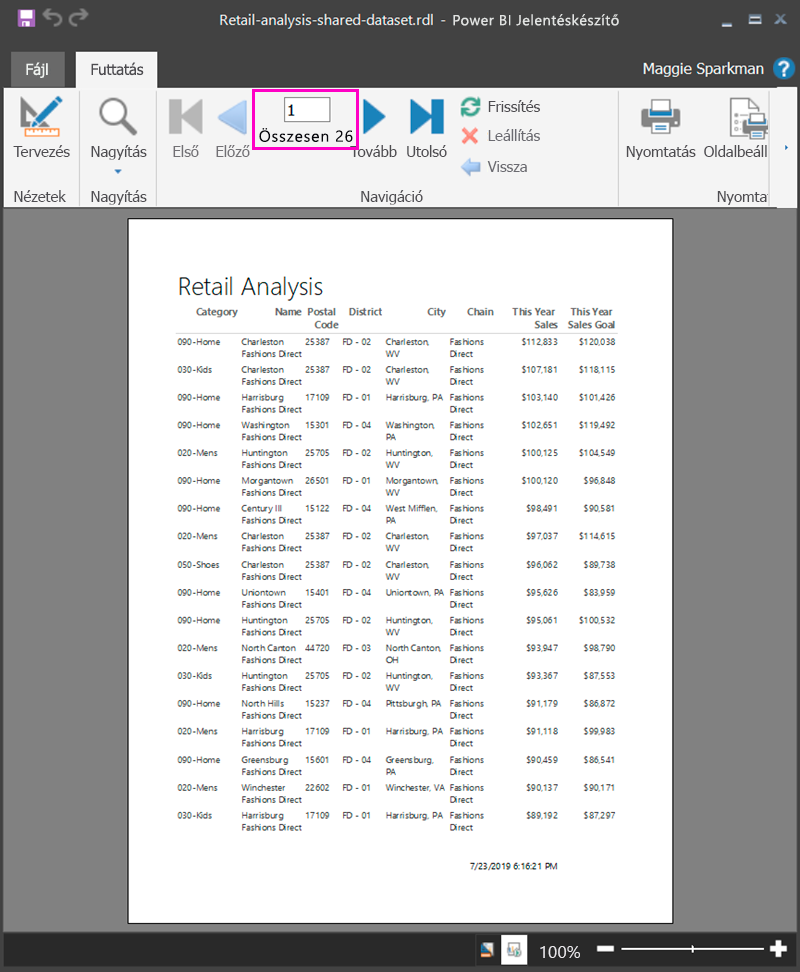 Retail-analysis-shared-dataset.rdl - Power BI Jelentéskészítő
Fájl Futtatás Maggie Sparkman ?
1 Frissítés
Összesen 26 Leállítás
Tervezés Nagyítás Első Előző Tovább Utolsó Vissza Nyomtatás Oldalbeáll
Nézetek Nagyítás Navigáció Nyomta
Retail Analysis
Category Name Postal District City Chain This Year This Year
Code Sales Sales Goal
090-Home Charleston 25387 FD - 02 Charleston, Fashions $112,833 $120,038
Fashions Direct WV Direct
030-Kids Charleston 25387 FD - 02 Charleston, Fashions $107,181 $118,115
Fashions Direct WV Direct
090-Home Harrisburg 17109 FD - 01 Harrisburg, PA Fashions $103,140 $101,426
Fashions Direct Direct
090-Home Washington 15301 FD - 04 Washington, Fashions $102,651 $119,492
Fashions Direct PA Direct
020-Mens Huntington 25705 FD - 02 Huntington, Fashions $100,125 $104,549
Fashions Direct WV Direct
090-Home Morgantown 26501 FD - 01 Morgantown, Fashions $100,120 $96,848
Fashions Direct WV Direct
090-Home Century III 15122 FD - 04 West Mifflen, Fashions $98,491 $90,581
Fashions Direct PA Direct
020-Mens Charleston 25387 FD - 02 Charleston, Fashions $97,037 $114,615
Fashions Direct WV Direct
050-Shoes Charleston 25387 FD - 02 Charleston, Fashions $96,062 $89,738
Fashions Direct WV Direct
090-Home Uniontown 15401 FD - 04 Uniontown, PA Fashions $95,626 $83,959
Fashions Direct Direct
090-Home Huntington 25705 FD - 02 Huntington, Fashions $95,061 $100,532
Fashions Direct WV Direct
020-Mens North Canton 44720 FD - 03 North Canton, Fashions $93,947 $98,790
Fashions Direct OH Direct
030-Kids Huntington 25705 FD - 02 Huntington, Fashions $93,367 $87,553
Fashions Direct WV Direct
090-Home North Hills 15237 FD - 04 Pittsburgh, PA Fashions $91,179 $86,872
Fashions Direct Direct
020-Mens Harrisburg 17109 FD - 01 Harrisburg, PA Fashions $91,118 $99,983
Fashions Direct Direct
090-Home Greensburg 15601 FD - 04 Greensburg, Fashions $90,459 $86,541
Fashions Direct PA Direct
020-Mens Winchester 22602 FD - 01 Winchester, VA Fashions $90,137 $90,171
Fashions Direct Direct
030-Kids Harrisburg 17109 FD - 01 Harrisburg, PA Fashions $89,192 $87,297
Fashions Direct Direct
7/23/2019 6:16:21 PM
100%